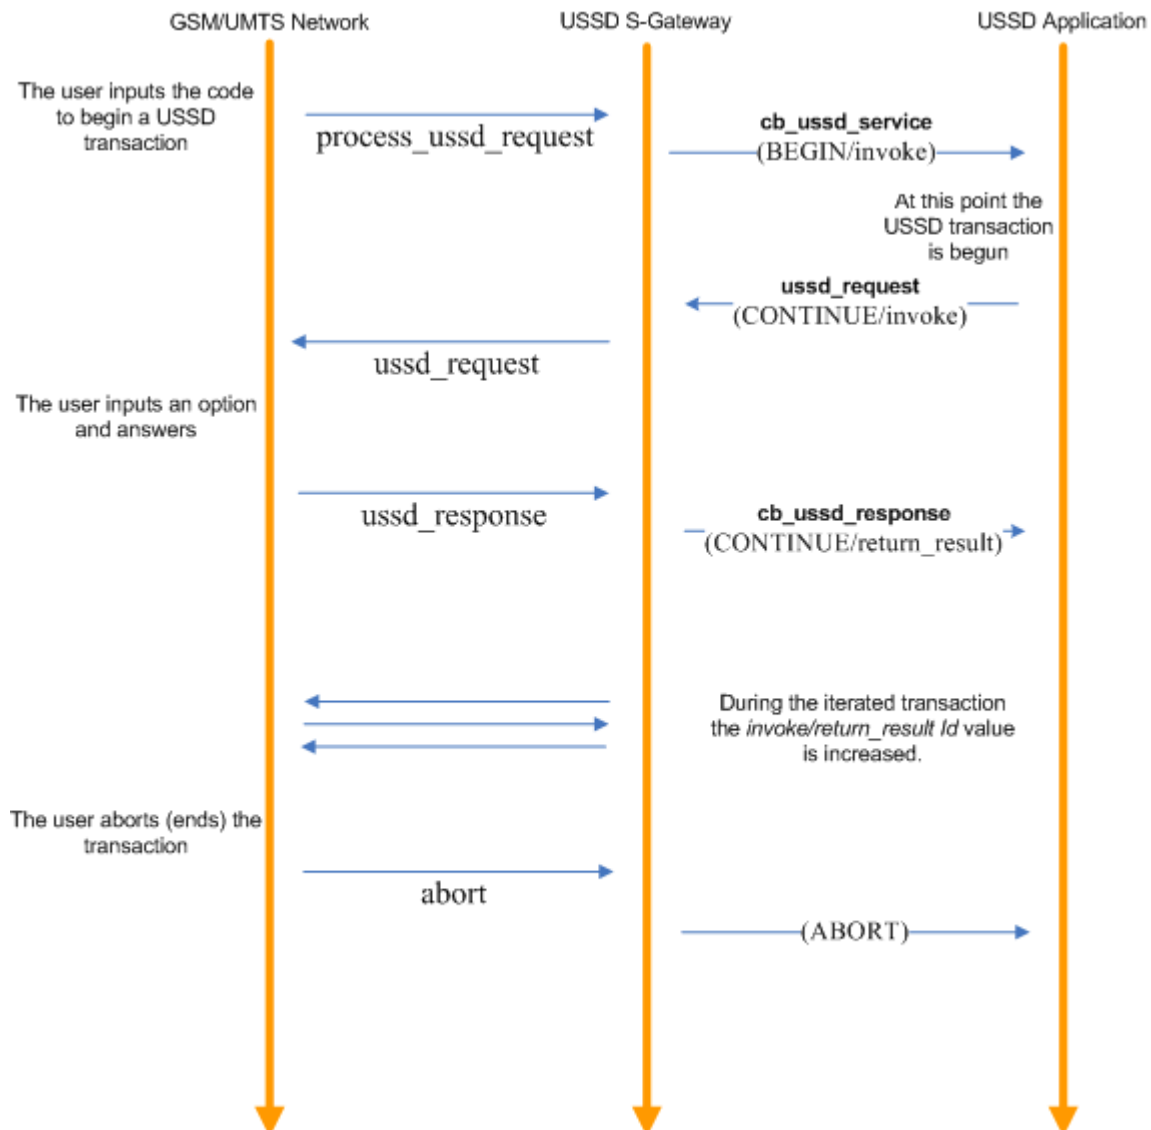 GSM/UMTS Network
USSD S-Gateway
USSD Application
The user inputs the code
to begin a USSD
transaction
process_ussd_request
cb_ussd_service
(BEGIN/invoke)
At this point the
USSD transaction
is begun
ussd_request
(CONTINUE/invoke)
ussd_request
The user inputs an option
and answers
ussd_response
cb_ussd_response
(CONTINUE/return_result)
During the iterated transaction
the invoke/return_result Id value
is increased.
The user aborts (ends) the
transaction
abort
(ABORT)